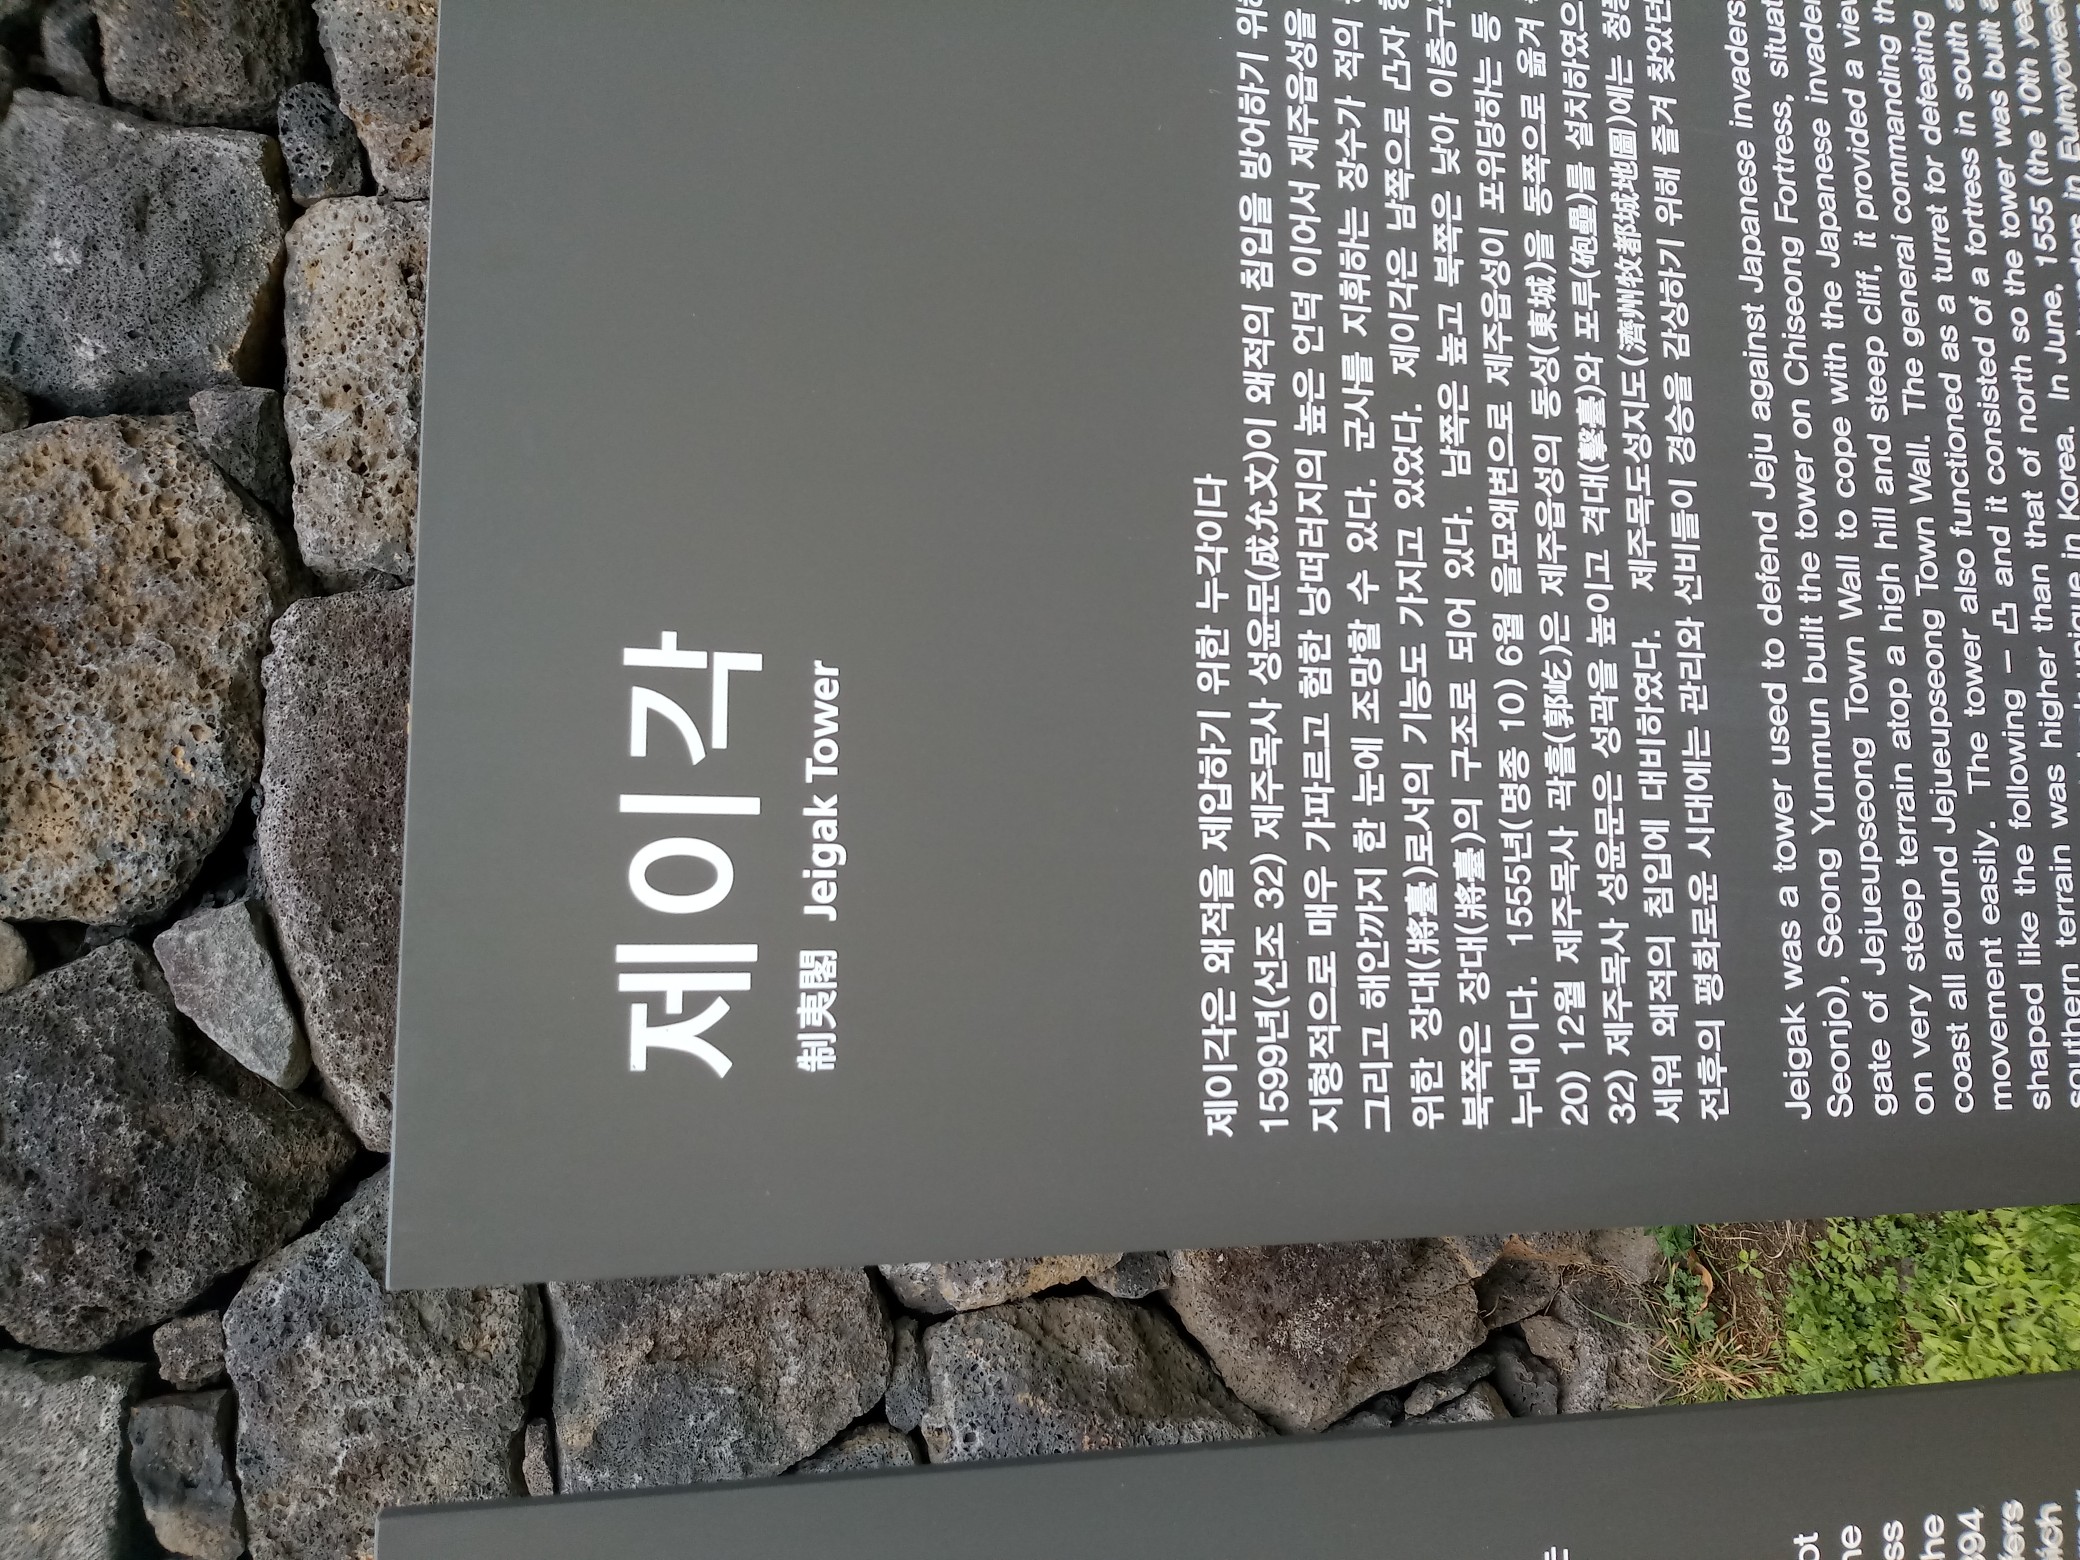 제이각
制夷閣 Jeigak Tower
제이각은 왜적을 제압하기 위한 누각이다
1599년(선조 32) 제주목사 성윤문(成允文)이 왜적의 침입을 방어하기
지형적으로 매우 가파르고 험한 낭떠러지의 높은 언덕 이어서 제주읍성을
그리고 해안까지 한 눈에 조망할 수 있다. 군사를 지휘하는 장수가 적의
위한 장대(將臺)로서의 기능도 가지고 있었다. 제이각은 남쪽으로 凸자
북쪽은 장대(將臺)의 구조로 되어 있다. 남쪽은 높고 북쪽은 낮아
누대이다. 1555년(명종 10) 6월 을묘왜변으로 제주읍성이 포위당하는 등
20) 12월 제주목사 곽흘(郭屹)은 제주읍성의 동성(東城)을 동쪽으로 옮겨
32) 제주목사 성윤문은 성곽을 높이고 격대(擊臺)와 포루(砲壘)를 설치하였으
세워 왜적의 침입에 대비하였다. 제주목도성지도(濟州牧都城地圖)에는
전후의 평화로운 시대에는 관리와 선비들이 경승을 감상하기 위해 즐겨 찾았던
Jeigak was a tower used to defend Jeju against Japanese invaders
Seonjo), Seong Yunmun built the tower on Chiseong Fortress, situat
gate of Jejueupseong Town Wall to cope with the Japanese invader
on very steep terrain atop a high hill and steep cliff, it provided a view
coast all around Jejueupseong Town Wall. The general commanding th
movement easily. The tower also functioned as a turret for defeating
shaped like the following – 凸 and it consisted of a fortress in south a
southern terrain was higher than that of north so the tower was built a
unique in Korea. In June, 1555 (the 10th yea
in Eulmyoweeb
ot
ne
ss
he
94
ers
ich